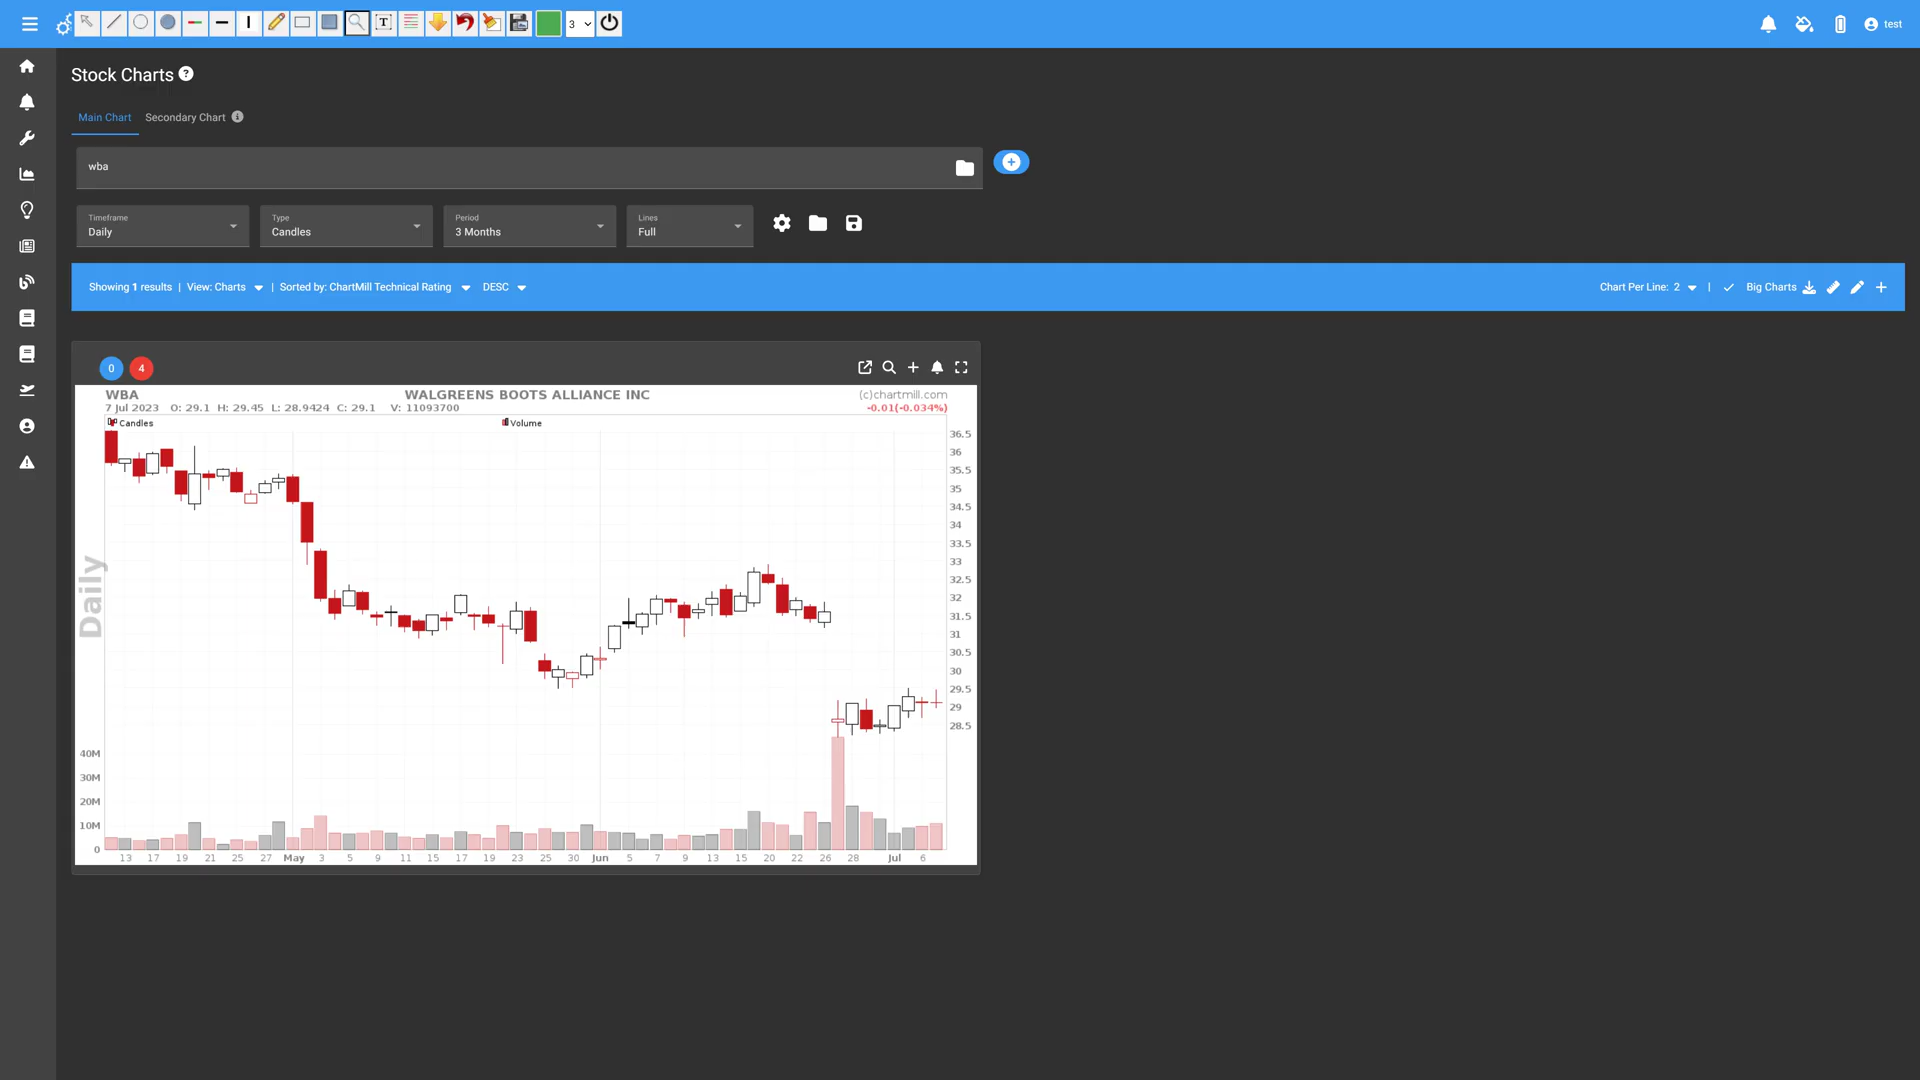 T
3
test
Stock Charts ?
Main Chart
Secondary Chart i
wba
Timeframe
Daily
Type
Candles
Period
3 Months
Lines
Full
Showing 1 results | View: Charts | Sorted by: ChartMill Technical Rating DESC
Chart Per Line: 2 | Big Charts
0 4
WBA WALGREENS BOOTS ALLIANCE INC (c)chartmill.com
7 Jul 2023 O: 29.1 H: 29.45 L: 28.9424 C: 29.1 V: 11093700 -0.01(-0.034%)
Candles Volume
36.5
36
35.5
35
34.5
34
33.5
33
32.5
32
31.5
31
30.5
30
29.5
29
28.5
Daily
40M
30M
20M
10M
0
13 17 19 21 25 27 May 3 5 9 11 15 17 19 23 25 30 Jun 5 7 9 13 15 20 22 26 28 Jul 6